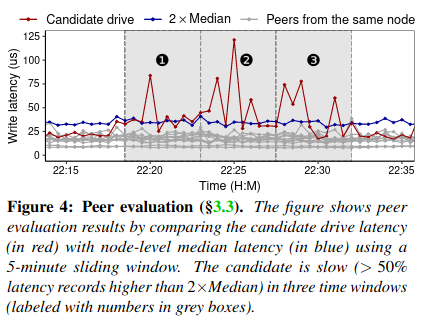 Candidate drive 2×Median Peers from the same node
Write latency (us)
125
100
75
50
25
0
❶ ❷ ❸
22:15 22:20 22:25 22:30 22:35
Time (H:M)
Figure 4: Peer evaluation (§3.3). The figure shows peer
evaluation results by comparing the candidate drive latency
(in red) with node-level median latency (in blue) using a
5-minute sliding window. The candidate is slow (> 50%
latency records higher than 2×Median) in three time windows
(labeled with numbers in grey boxes).